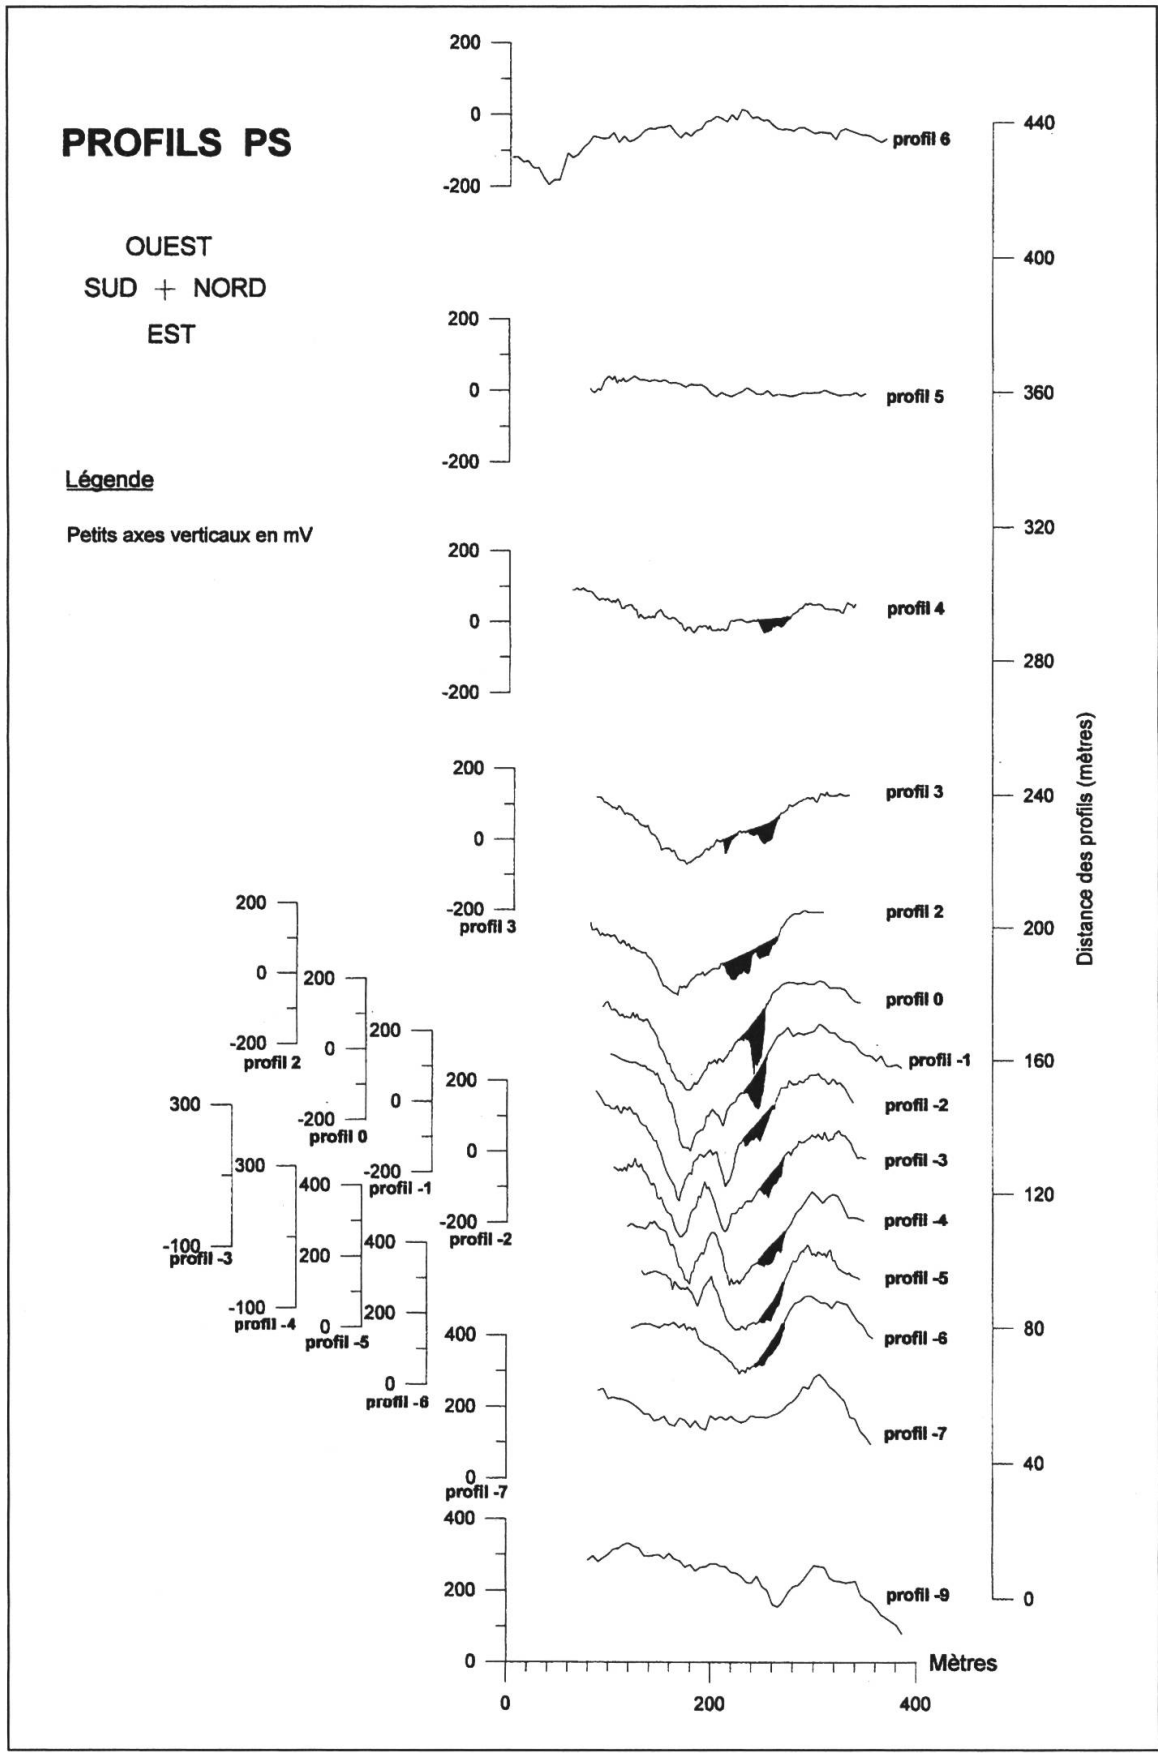 PROFILS PS
OUEST
SUD + NORD
EST
Légende
Petits axes verticaux en mV
200
0
-200
profil 6
200
0
-200
profil 5
200
0
-200
profil 4
200
0
-200
profil 3
profil 3
200
0
-200
profil 2
profil 2
200
0
-200
profil 0
profil 0
200
0
-200
profil -1
profil -1
200
0
-200
profil -2
profil -2
300
-100
profil -3
profil -3
300
-100
profil -4
profil -4
400
200
0
profil -5
profil -5
400
200
0
profil -6
profil -6
400
200
0
profil -7
profil -7
400
200
0
profil -9
0
200
400
Mètres
440
400
360
320
280
240
200
160
120
80
40
0
Distance des profils (mètres)